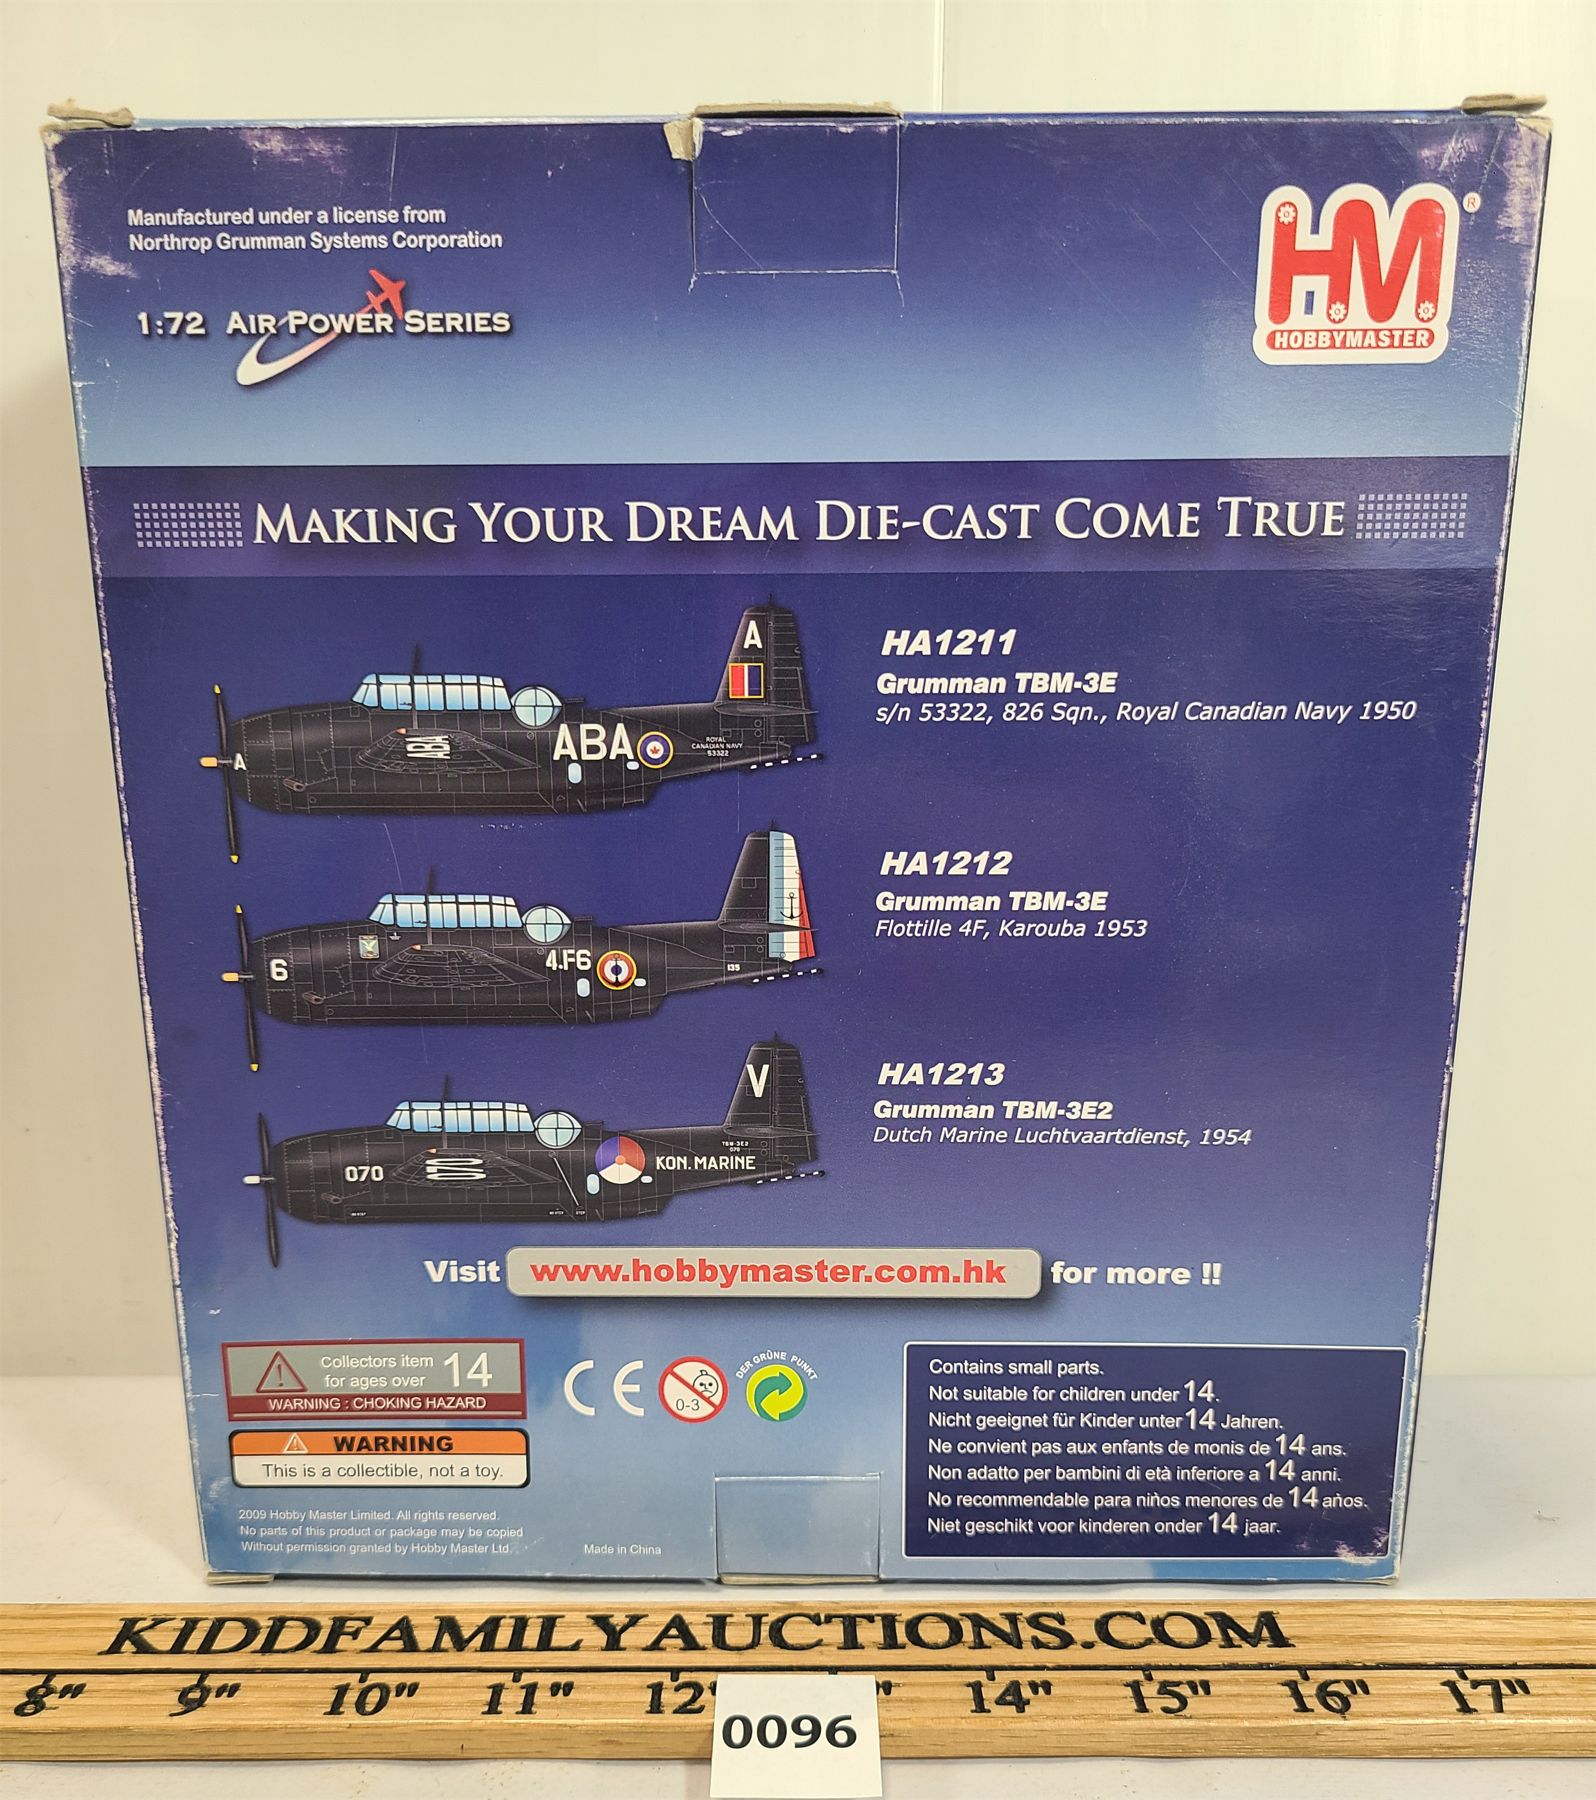 Manufactured under a license from
Northrop Grumman Systems Corporation
1:72 AIR POWER SERIES
HM ®
HOBBYMASTER
MAKING YOUR DREAM DIE-CAST COME TRUE
A
ABA
ABA
ROYAL
CANADIAN NAVY
53322
A
HA1211
Grumman TBM-3E
s/n 53322, 826 Sqn., Royal Canadian Navy 1950
6
4.F6
135
HA1212
Grumman TBM-3E
Flottille 4F, Karouba 1953
V
070
070
KON. MARINE
TBM-3E2
070
HA1213
Grumman TBM-3E2
Dutch Marine Luchtvaartdienst, 1954
Visit www.hobbymaster.com.hk for more !!
Collectors item 14
for ages over
WARNING : CHOKING HAZARD
WARNING
This is a collectible, not a toy.
CE
0-3
DER GRÜNE PUNKT
Contains small parts.
Not suitable for children under 14.
Nicht geeignet für Kinder unter 14 Jahren.
Ne convient pas aux enfants de monis de 14 ans.
Non adatto per bambini di età inferiore a 14 anni.
No recommendable para niños menores de 14 años.
Niet geschikt voor kinderen onder 14 jaar.
2009 Hobby Master Limited. All rights reserved.
No parts of this product or package may be copied
Without permission granted by Hobby Master Ltd.
Made in China
KIDDFAMILYAUCTIONS.COM
8" 9" 10" 11" 12" 14" 15" 16" 17"
0096